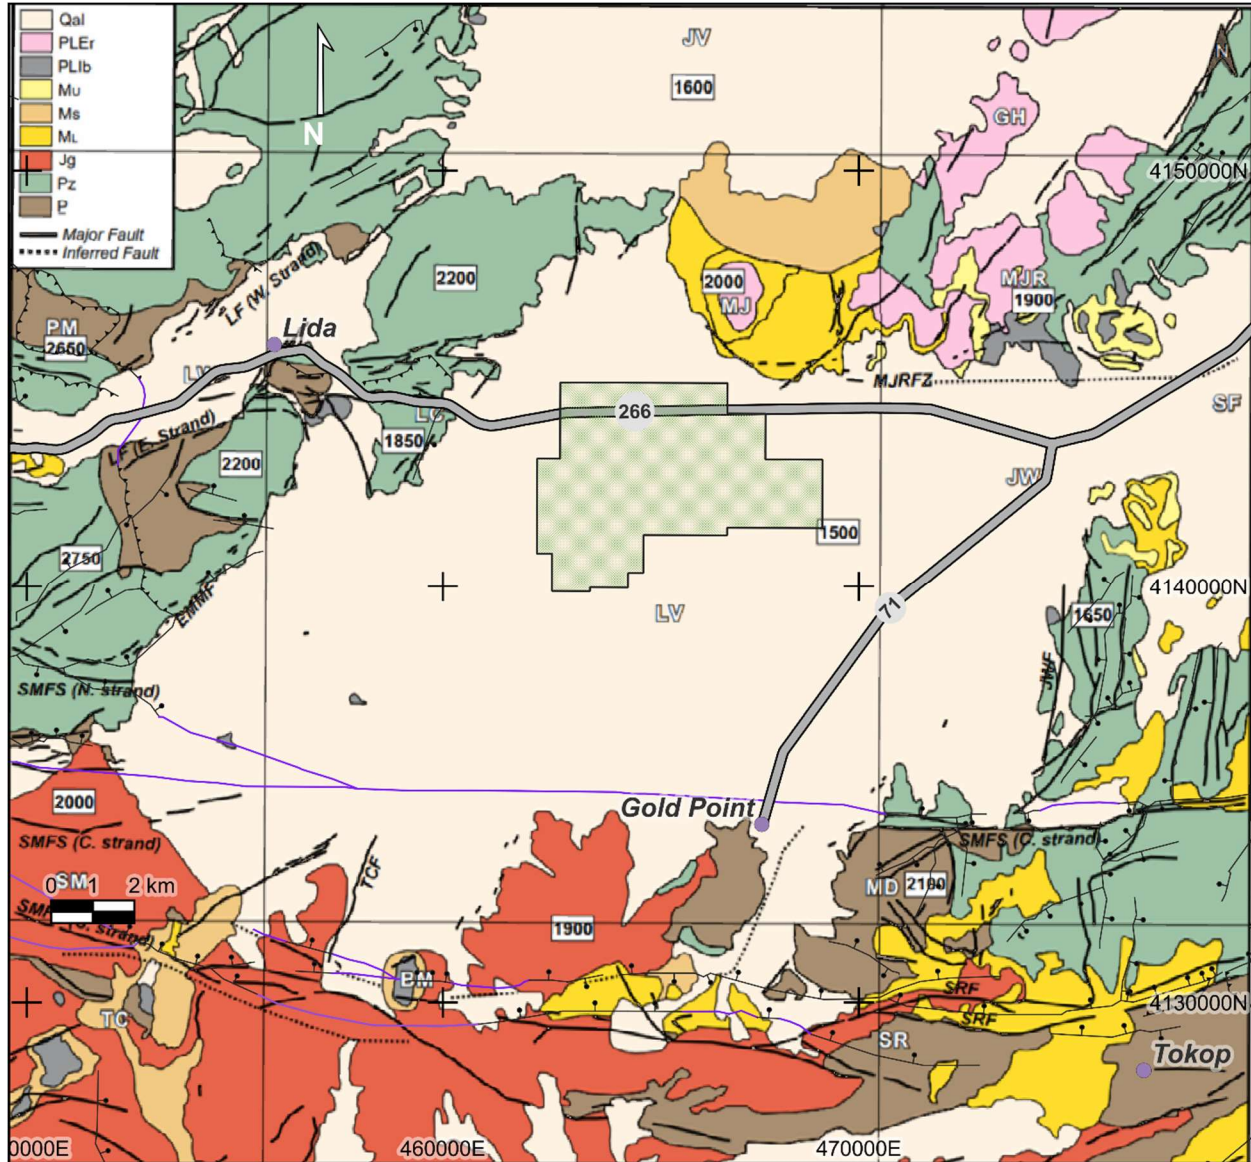 Qal
PLEr
PLIb
Mu
Ms
ML
Jg
Pz
P
Major Fault
Inferred Fault
N
N
JV
1600
GH
4150000N
LF (W. Strand)
2200
2000
MJ
MJR
1900
PM
2650
Lida
LV
MJRFZ
SF
266
LC
1850
LF (E. Strand)
2200
JW
1500
2750
4140000N
EMMF
LV
71
1650
JWF
SMFS (N. strand)
2000
Gold Point
SMFS (C. strand)
SMFS (C. strand)
TCF
SM
0 1 2 km
MD
2100
1900
BM
SRF
4130000N
TC
SRF
SR
Tokop
0000E
460000E
470000E